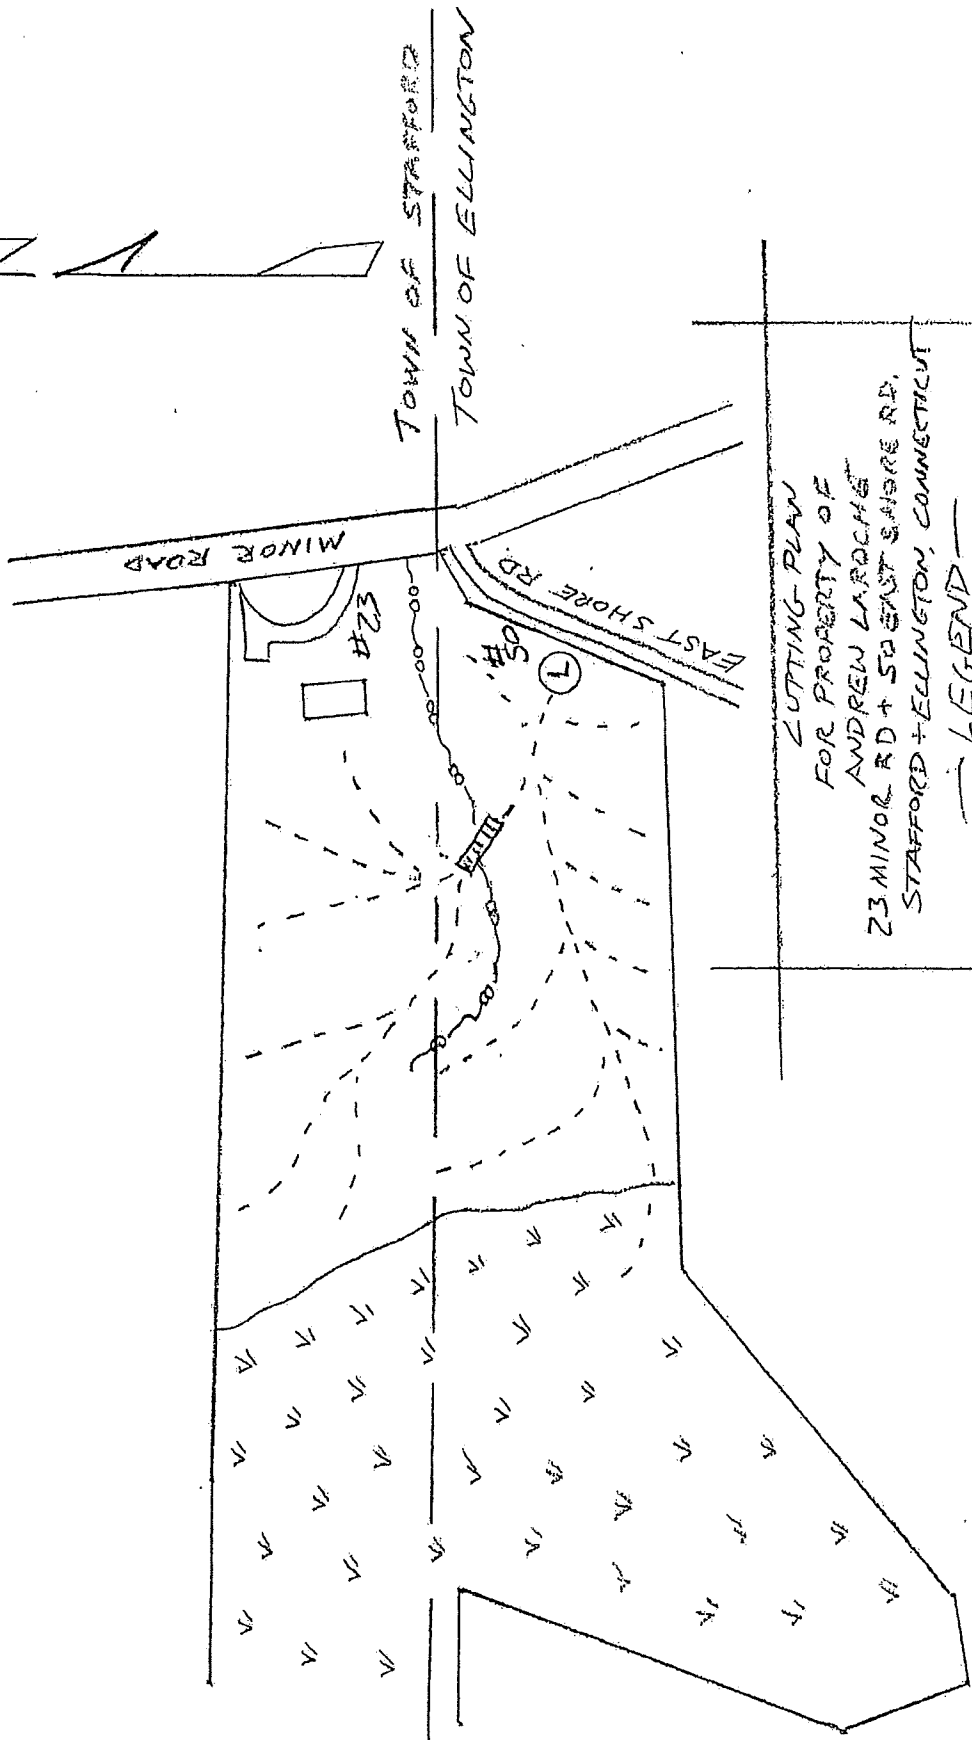 TOWN OF STAFFORD
TOWN OF ELLINGTON
MINOR ROAD
#23
EAST SHORE RD
#50
L
CUTTING PLAN
FOR PROPERTY OF
ANDREW LAROCHE
23 MINOR RD + 50 EAST SHORE RD.
STAFFORD + ELLINGTON, CONNECTICUT
— LEGEND —